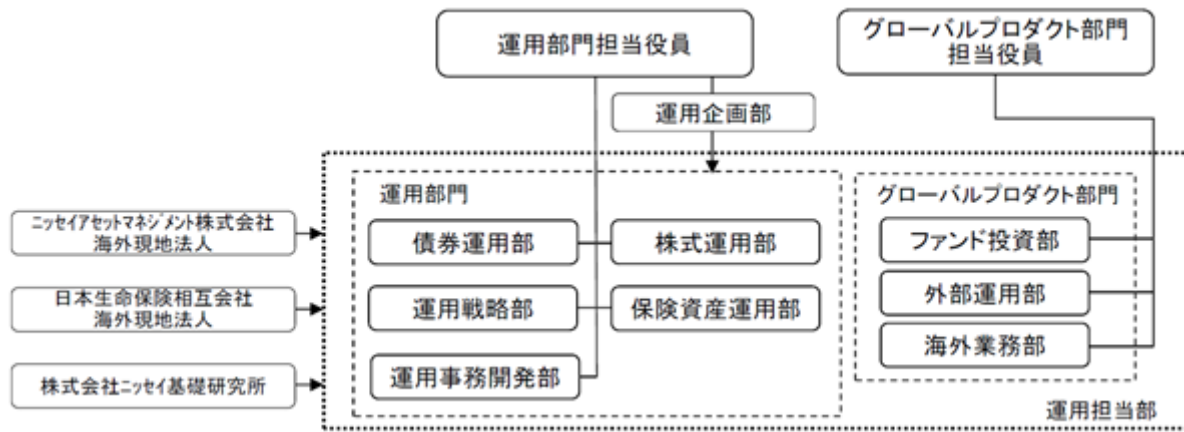 運用部門担当役員
グローバルプロダクト部門
担当役員
運用企画部
運用部門
グローバルプロダクト部門
ニッセイアセットマネジメント株式会社
海外現地法人
債券運用部
株式運用部
ファンド投資部
日本生命保険相互会社
海外現地法人
運用戦略部
保険資産運用部
外部運用部
海外業務部
株式会社ニッセイ基礎研究所
運用事務開発部
運用担当部